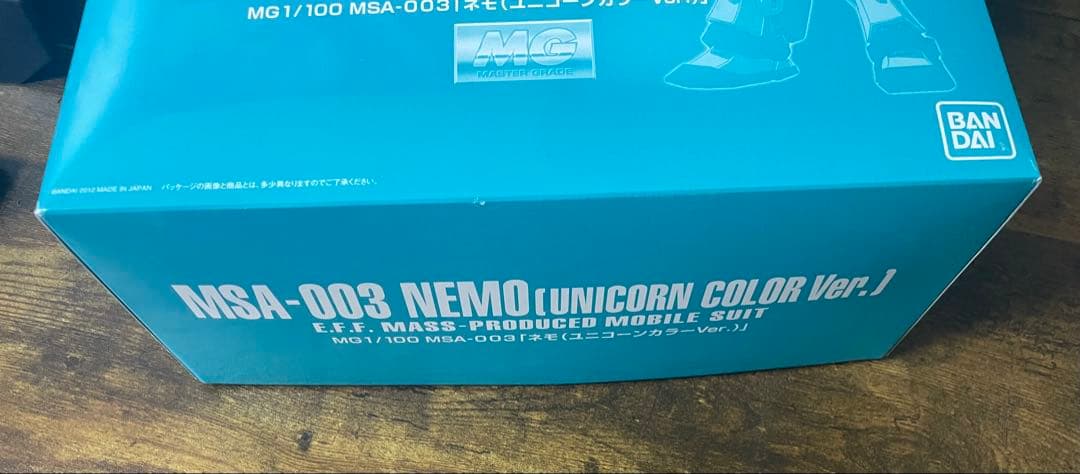 MG1/100 MSA-003「ネモ(ユニコーンカラーVer.)」
MG
MASTER GRADE
BAN
DAI
©BANDAI 2012 MADE IN JAPAN パッケージの画像と商品とは、多少異なりますのでご了承ください。
MSA-003 NEMO(UNICORN COLOR Ver.)
E.F.F. MASS-PRODUCED MOBILE SUIT
MG1/100 MSA-003「ネモ(ユニコーンカラーVer.)」